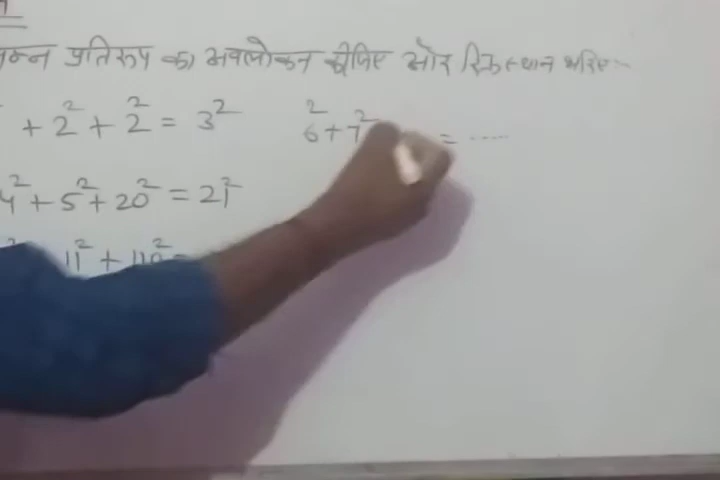 प्रतिरूप का अवलोकन कीजिए और रिक्त स्थान भरिए -
+ 2² + 2² = 3² 6² + 7² = ......
4² + 5² + 20² = 21²
11² + 110² =